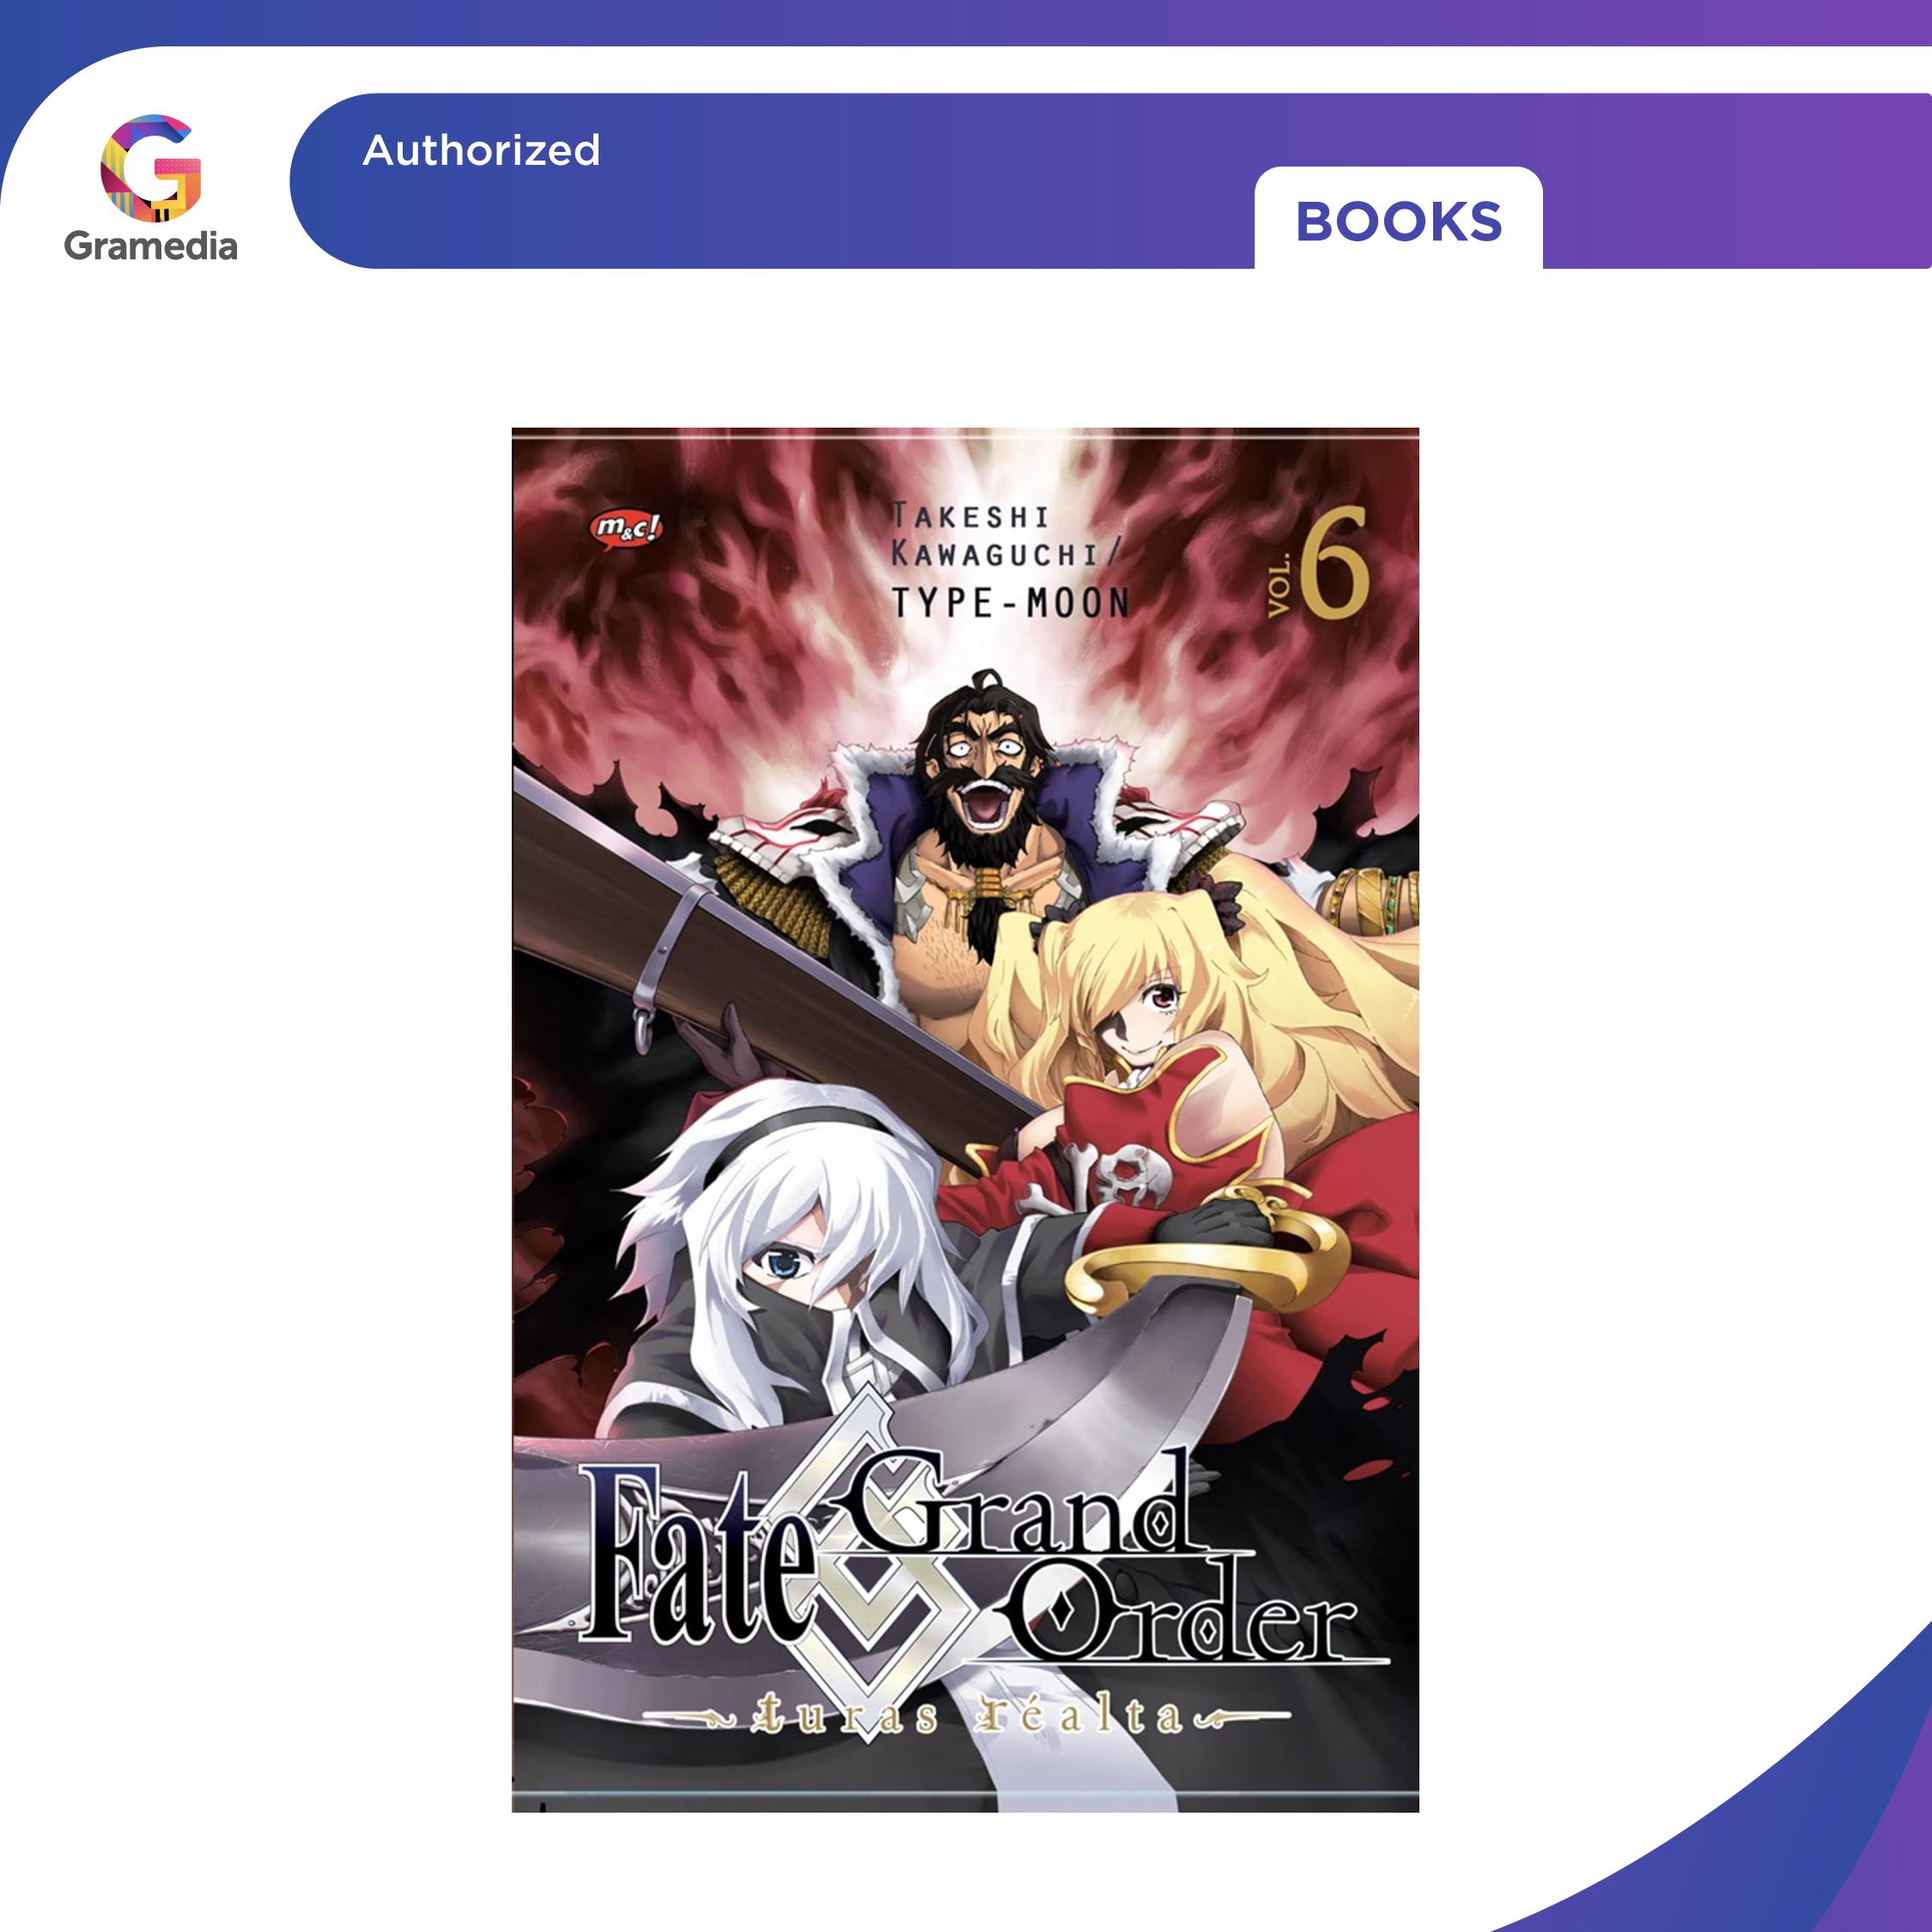 Authorized
Gramedia
BOOKS
m&c!
TAKESHI
KAWAGUCHI/
TYPE-MOON
VOL. 6
Fate Grand
Order
turas réalta